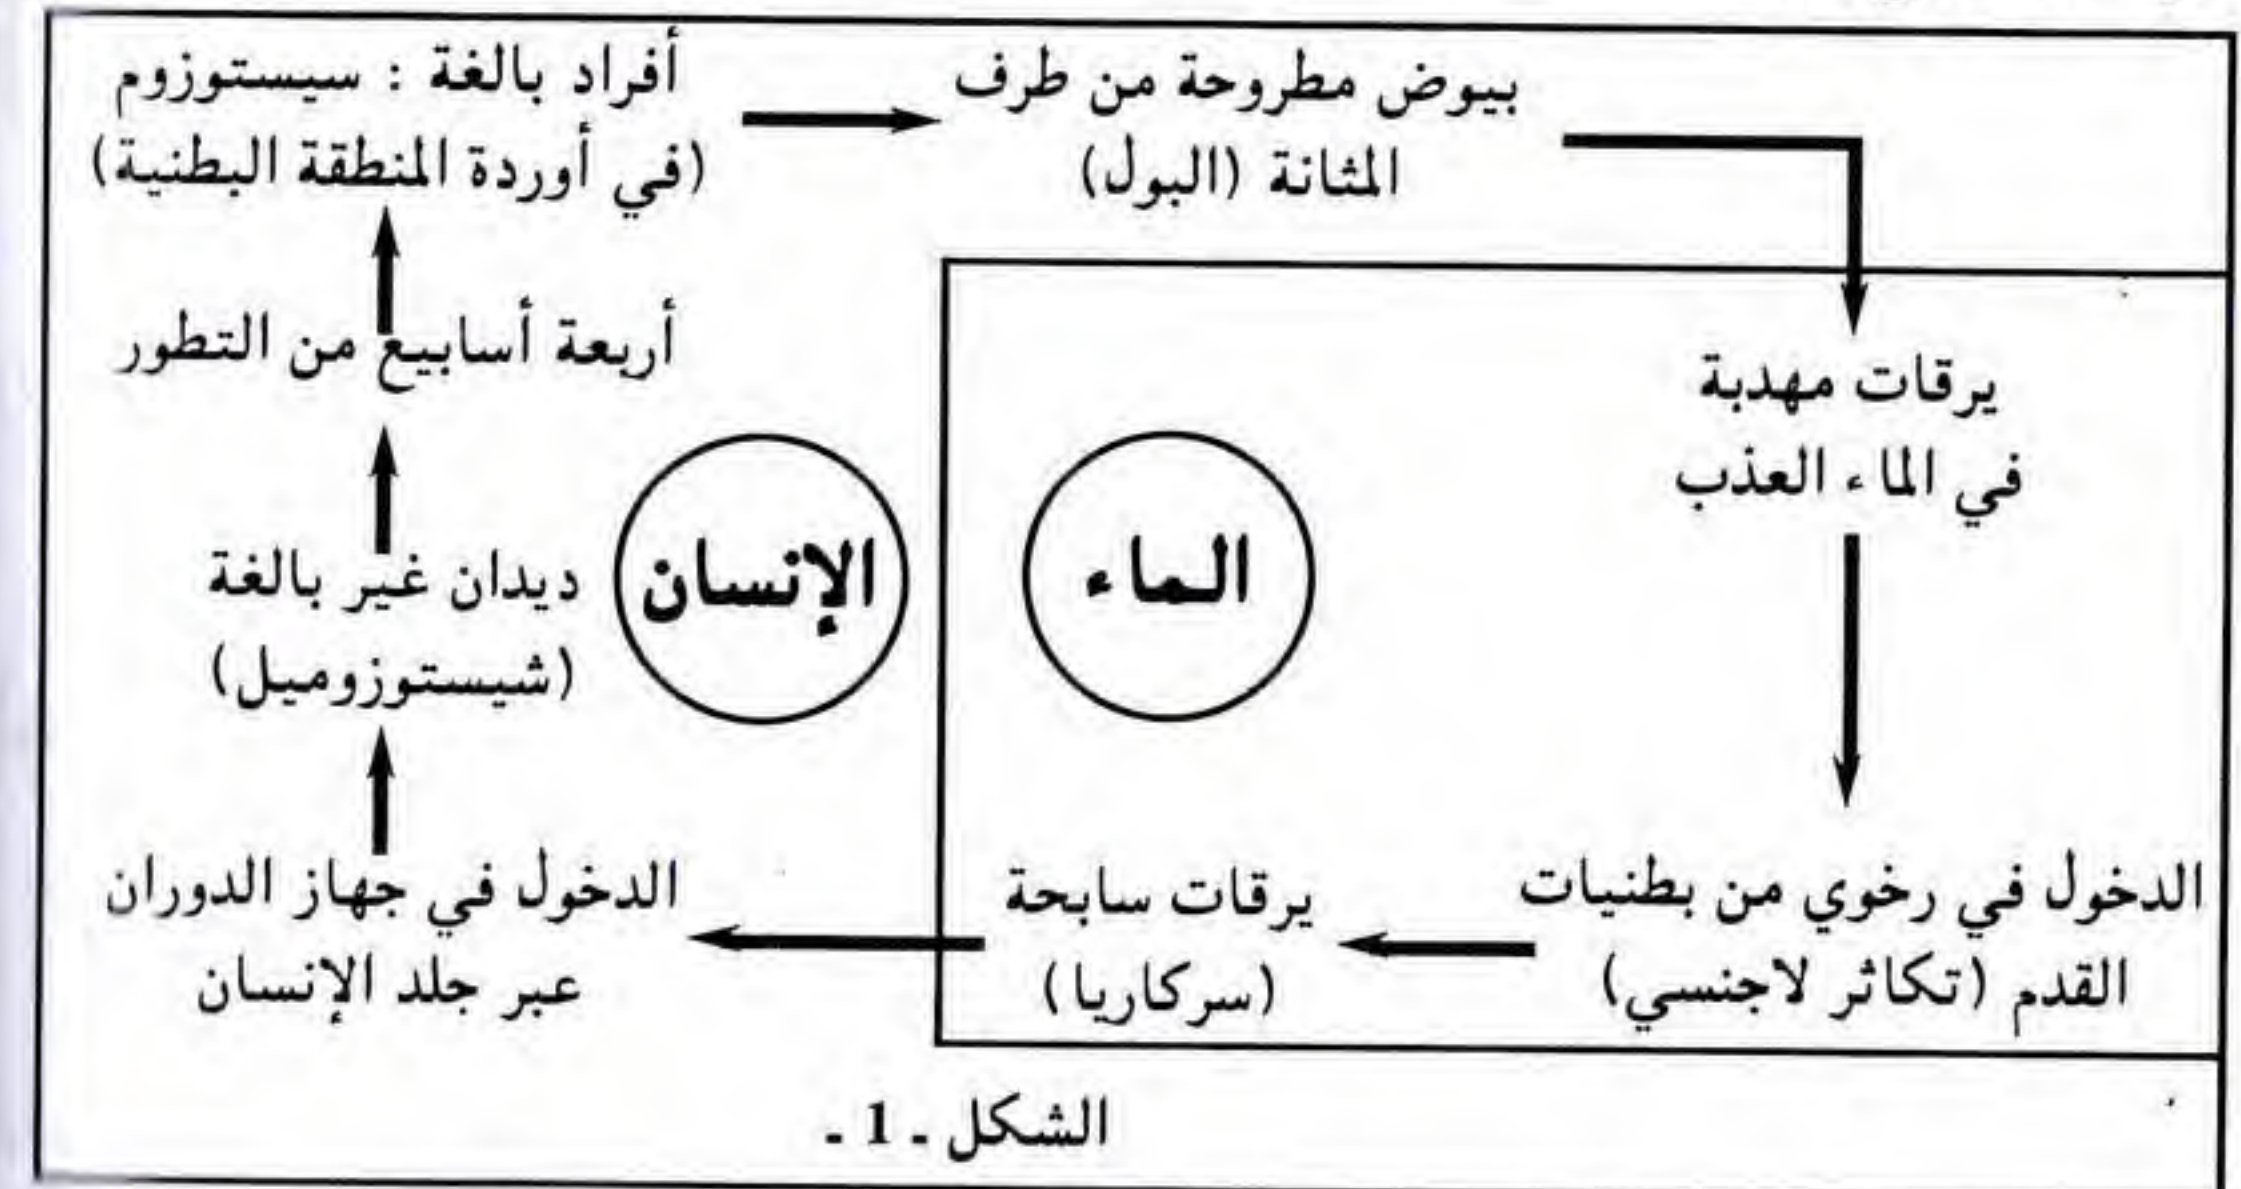 أفراد بالغة : سيستوزوم
(في أوردة المنطقة البطنية)
بيوض مطروحة من طرف
المثانة (البول)
يرقات مهدبة
في الماء العذب
الدخول في رخوي من بطنيات
القدم (تكاثر لاجنسي)
يرقات سابحة
(سركاريا)
الدخول في جهاز الدوران
عبر جلد الإنسان
ديدان غير بالغة
(شيستوزوميل)
أربعة أسابيع من التطور
الإنسان
الماء
الشكل ـ 1 ـ